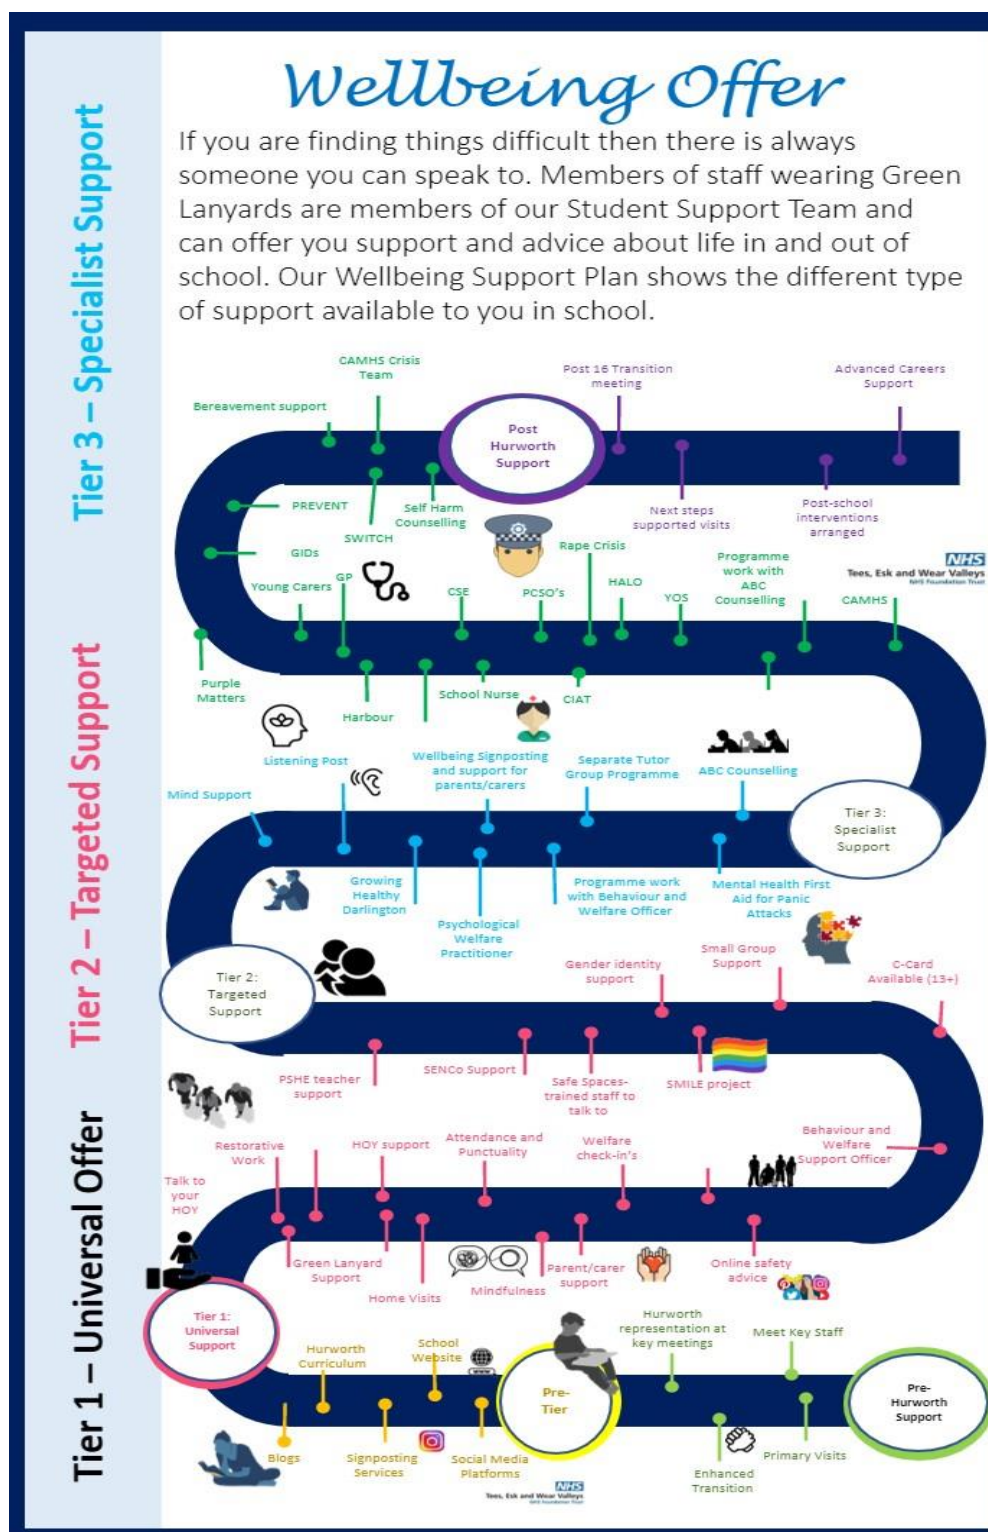 Wellbeing Offer
If you are finding things difficult then there is always
someone you can speak to. Members of staff wearing Green
Lanyards are members of our Student Support Team and
can offer you support and advice about life in and out of
school. Our Wellbeing Support Plan shows the different type
of support available to you in school.
Tier 3 – Specialist Support
Tier 2 – Targeted Support
Tier 1 – Universal Offer
CAMHS Crisis
Team
Post 16 Transition
meeting
Advanced Careers
Support
Bereavement support
Post
Hurworth
Support
PREVENT
Self Harm
Counselling
Next steps
supported visits
Post-school
interventions
arranged
SWITCH
GIDs
Rape Crisis
Programme
work with
ABC
Counselling
NHS
Tees, Esk and Wear Valleys
NHS Foundation Trust
Young Carers
GP
CSE
PCSO's
HALO
YOS
CAMHS
Purple
Matters
Harbour
School Nurse
CIAT
Listening Post
Wellbeing Signposting
and support for
parents/carers
Separate Tutor
Group Programme
ABC Counselling
Mind Support
Tier 3:
Specialist
Support
Growing
Healthy
Darlington
Psychological
Welfare
Practitioner
Programme work
with Behaviour and
Welfare Officer
Mental Health First
Aid for Panic
Attacks
Tier 2:
Targeted
Support
Gender identity
support
Small Group
Support
C-Card
Available (13+)
PSHE teacher
support
SENCo Support
Safe Spaces-
trained staff to
talk to
SMILE project
Restorative
Work
HOY support
Attendance and
Punctuality
Welfare
check-in's
Behaviour and
Welfare
Support Officer
Talk to
your
HOY
Green Lanyard
Support
Home Visits
Mindfulness
Parent/carer
support
Online safety
advice
Tier 1:
Universal
Support
Hurworth
Curriculum
School
Website
Hurworth
representation at
key meetings
Meet Key Staff
Pre-
Tier
Pre-
Hurworth
Support
Blogs
Signposting
Services
Social Media
Platforms
Enhanced
Transition
Primary Visits
NHS
Tees, Esk and Wear Valleys
NHS Foundation Trust